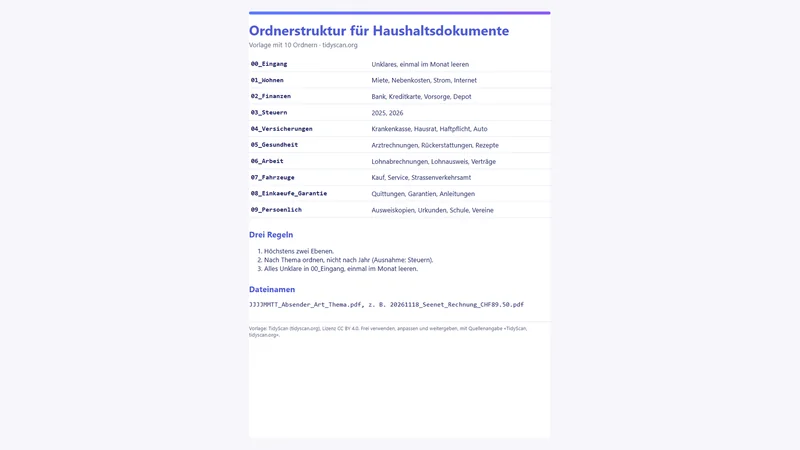 Ordnerstruktur für Haushaltsdokumente
Vorlage mit 10 Ordnern · tidyscan.org
00_Eingang Unklares, einmal im Monat leeren
01_Wohnen Miete, Nebenkosten, Strom, Internet
02_Finanzen Bank, Kreditkarte, Vorsorge, Depot
03_Steuern 2025, 2026
04_Versicherungen Krankenkasse, Hausrat, Haftpflicht, Auto
05_Gesundheit Arztrechnungen, Rückerstattungen, Rezepte
06_Arbeit Lohnabrechnungen, Lohnausweis, Verträge
07_Fahrzeuge Kauf, Service, Strassenverkehrsamt
08_Einkaeufe_Garantie Quittungen, Garantien, Anleitungen
09_Persoenlich Ausweiskopien, Urkunden, Schule, Vereine
Drei Regeln
1. Höchstens zwei Ebenen.
2. Nach Thema ordnen, nicht nach Jahr (Ausnahme: Steuern).
3. Alles Unklare in 00_Eingang, einmal im Monat leeren.
Dateinamen
JJJJMMTT_Absender_Art_Thema.pdf, z. B. 20261118_Seenet_Rechnung_CHF89.50.pdf
Vorlage: TidyScan (tidyscan.org), Lizenz CC BY 4.0. Frei verwenden, anpassen und weitergeben, mit Quellenangabe «TidyScan,
tidyscan.org».